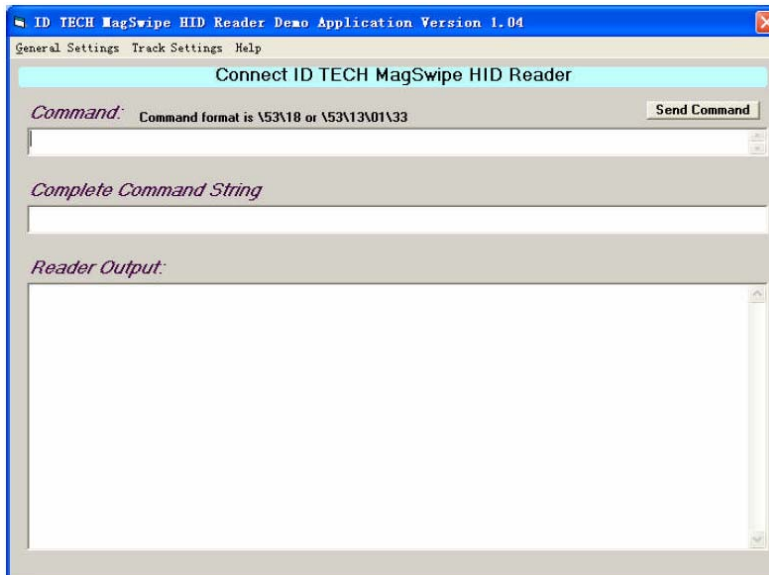 ID TECH MagSwipe HID Reader Demo Application Version 1.04
General Settings Track Settings Help
Connect ID TECH MagSwipe HID Reader
Command: Command format is \53\18 or \53\13\01\33 Send Command
Complete Command String
Reader Output: